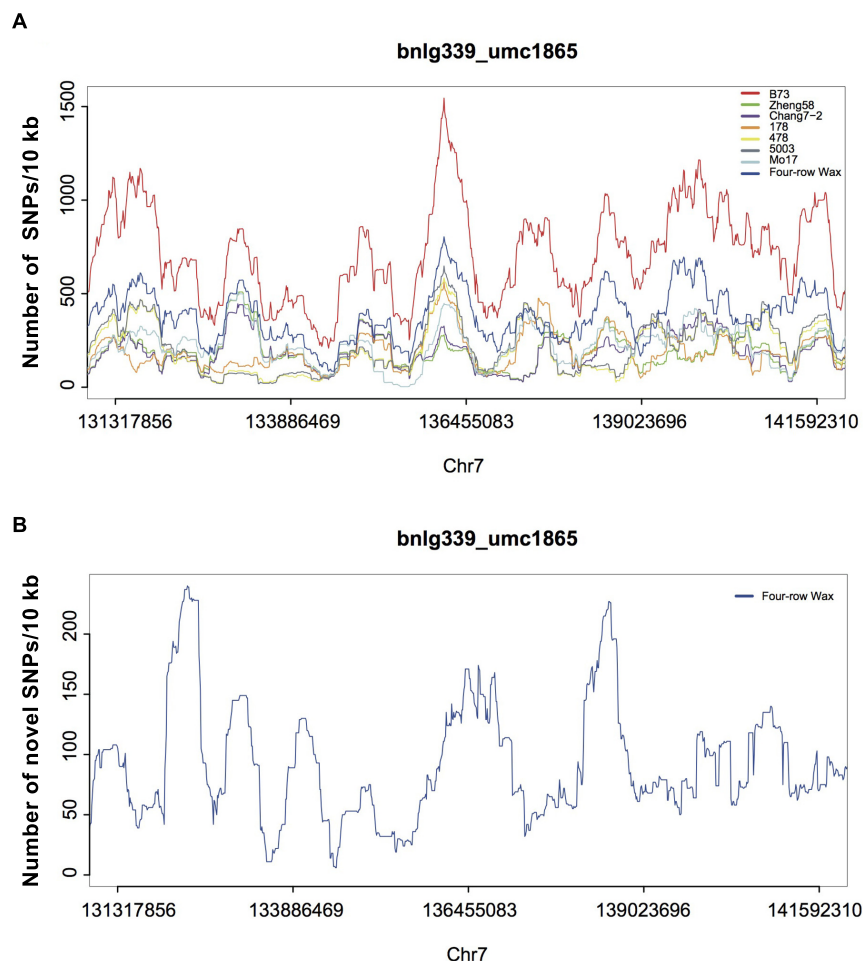 A
bnlg339_umc1865
Number of SNPs/10 kb
1500
1000
500
0
B73
Zheng58
Chang7-2
178
478
5003
Mo17
Four-row Wax
131317856 133886469 136455083 139023696 141592310
Chr7
B
bnlg339_umc1865
Number of novel SNPs/10 kb
200
150
100
50
0
Four-row Wax
131317856 133886469 136455083 139023696 141592310
Chr7